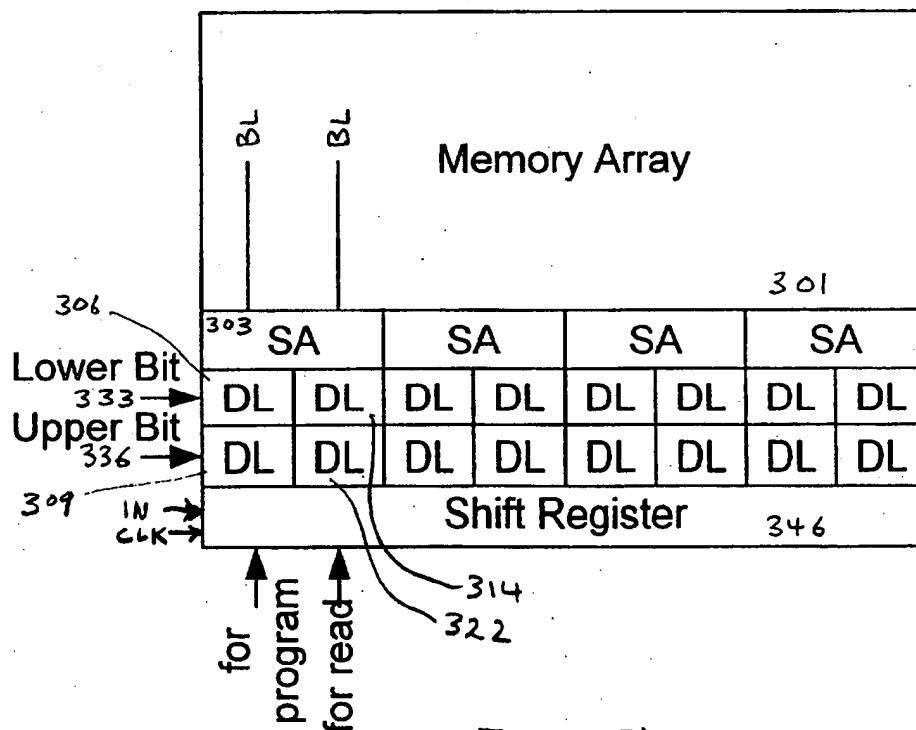 BL BL
Memory Array
301
306
303 SA SA SA SA
Lower Bit
333 DL DL DL DL DL DL DL DL
Upper Bit
336 DL DL DL DL DL DL DL DL
309
IN Shift Register 346
CLK
314
322
for program
for read